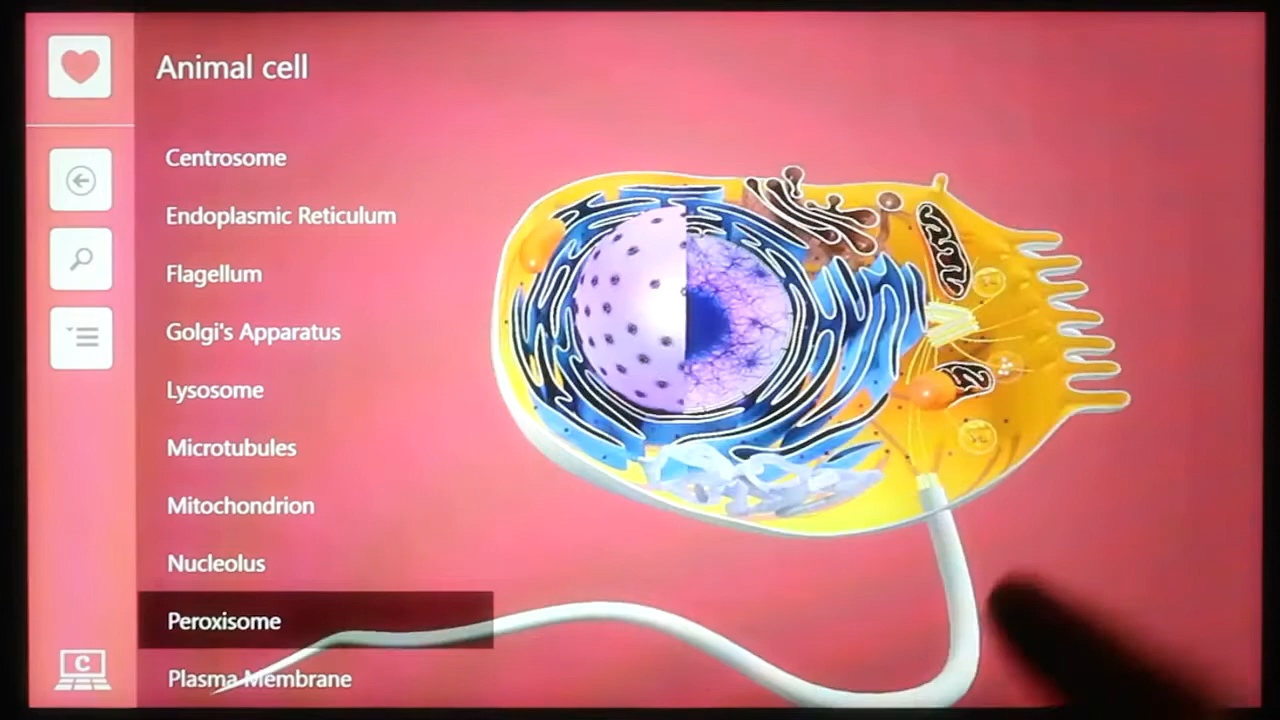 Animal cell
Centrosome
Endoplasmic Reticulum
Flagellum
Golgi's Apparatus
Lysosome
Microtubules
Mitochondrion
Nucleolus
Peroxisome
Plasma Membrane
C